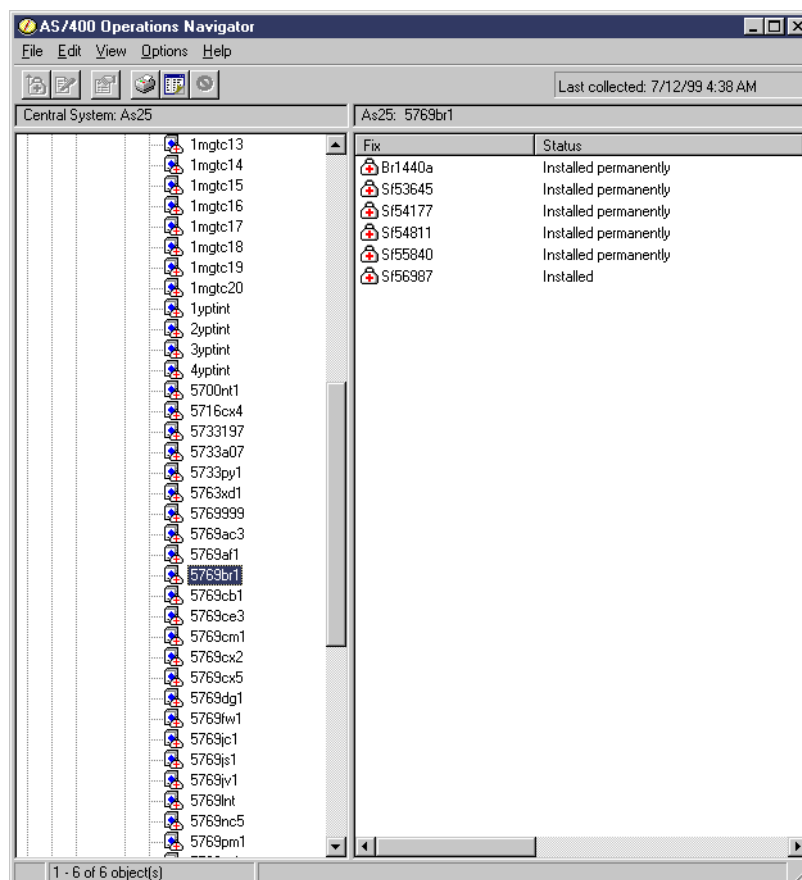 AS/400 Operations Navigator
File Edit View Options Help
Last collected: 7/12/99 4:38 AM
Central System: As25
As25: 5769br1
1mgtc13
1mgtc14
1mgtc15
1mgtc16
1mgtc17
1mgtc18
1mgtc19
1mgtc20
1yptint
2yptint
3yptint
4yptint
5700nt1
5716cx4
5733197
5733a07
5733py1
5763xd1
5769999
5769ac3
5769af1
5769br1
5769cb1
5769ce3
5769cm1
5769cx2
5769cx5
5769dg1
5769fw1
5769jc1
5769js1
5769jv1
5769lnt
5769nc5
5769pm1
Fix Status
Br1440a Installed permanently
Sf53645 Installed permanently
Sf54177 Installed permanently
Sf54811 Installed permanently
Sf55840 Installed permanently
Sf56987 Installed
1 - 6 of 6 object(s)